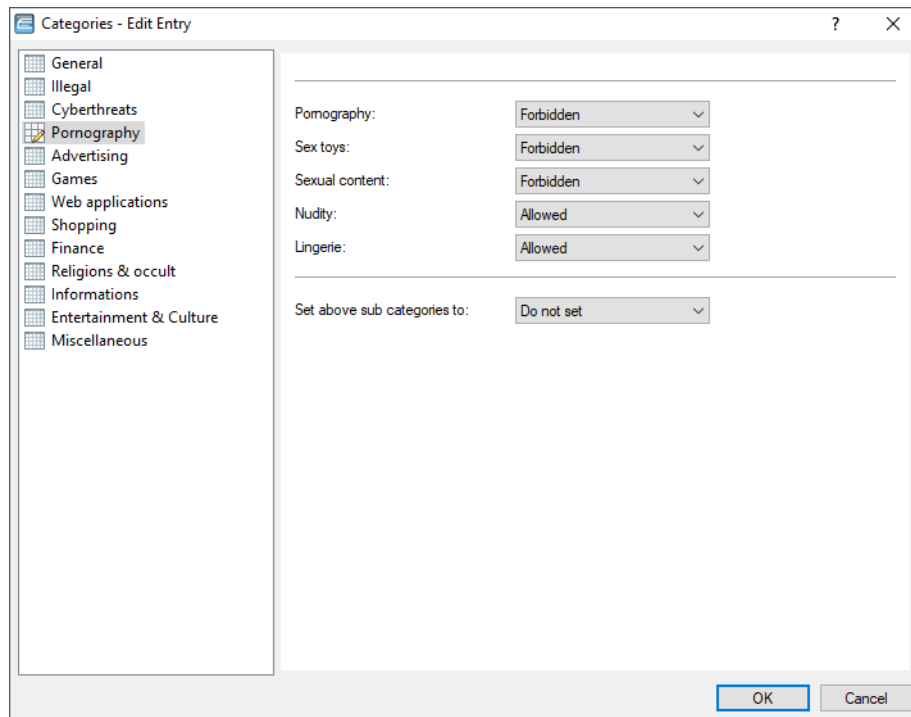 Categories - Edit Entry
?
General
Illegal
Cyberthreats
Pornography
Advertising
Games
Web applications
Shopping
Finance
Religions & occult
Informations
Entertainment & Culture
Miscellaneous
Pornography: Forbidden
Sex toys: Forbidden
Sexual content: Forbidden
Nudity: Allowed
Lingerie: Allowed
Set above sub categories to: Do not set
OK Cancel